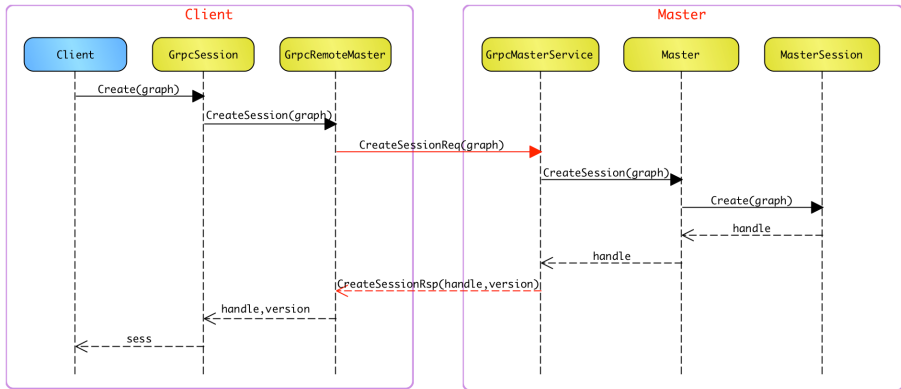 Client
Master
Client
GrpcSession
GrpcRemoteMaster
GrpcMasterService
Master
MasterSession
Create(graph)
CreateSession(graph)
CreateSessionReq(graph)
CreateSession(graph)
Create(graph)
handle
handle
CreateSessionRsp(handle,version)
handle,version
sess